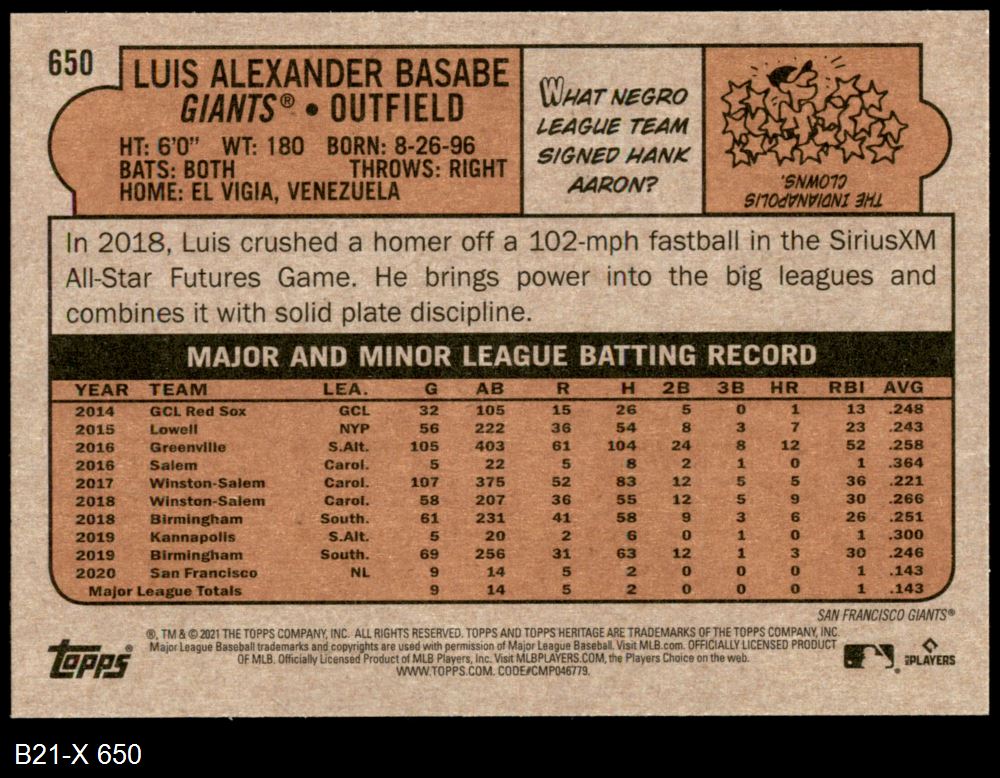 650
LUIS ALEXANDER BASABE
GIANTS® • OUTFIELD
HT: 6'0" WT: 180 BORN: 8-26-96
BATS: BOTH THROWS: RIGHT
HOME: EL VIGIA, VENEZUELA
WHAT NEGRO
LEAGUE TEAM
SIGNED HANK
AARON?
THE INDIANAPOLIS
CLOWNS.
In 2018, Luis crushed a homer off a 102-mph fastball in the SiriusXM
All-Star Futures Game. He brings power into the big leagues and
combines it with solid plate discipline.
MAJOR AND MINOR LEAGUE BATTING RECORD
YEAR TEAM LEA. G AB R H 2B 3B HR RBI AVG
2014 GCL Red Sox GCL 32 105 15 26 5 0 1 13 .248
2015 Lowell NYP 56 222 36 54 8 3 7 23 .243
2016 Greenville S.Alt. 105 403 61 104 24 8 12 52 .258
2016 Salem Carol. 5 22 5 8 2 1 0 1 .364
2017 Winston-Salem Carol. 107 375 52 83 12 5 5 36 .221
2018 Winston-Salem Carol. 58 207 36 55 12 5 9 30 .266
2018 Birmingham South. 61 231 41 58 9 3 6 26 .251
2019 Kannapolis S.Alt. 5 20 2 6 0 1 0 1 .300
2019 Birmingham South. 69 256 31 63 12 1 3 30 .246
2020 San Francisco NL 9 14 5 2 0 0 0 1 .143
Major League Totals 9 14 5 2 0 0 0 1 .143
SAN FRANCISCO GIANTS®
topps®
®, TM & © 2021 THE TOPPS COMPANY, INC. ALL RIGHTS RESERVED. TOPPS AND TOPPS HERITAGE ARE TRADEMARKS OF THE TOPPS COMPANY, INC.
Major League Baseball trademarks and copyrights are used with permission of Major League Baseball. Visit MLB.com. OFFICIALLY LICENSED PRODUCT
OF MLB. Officially Licensed Product of MLB Players, Inc. Visit MLBPLAYERS.COM, the Players Choice on the web.
WWW.TOPPS.COM. CODE#CMP046779.
MLB PLAYERS
B21-X 650